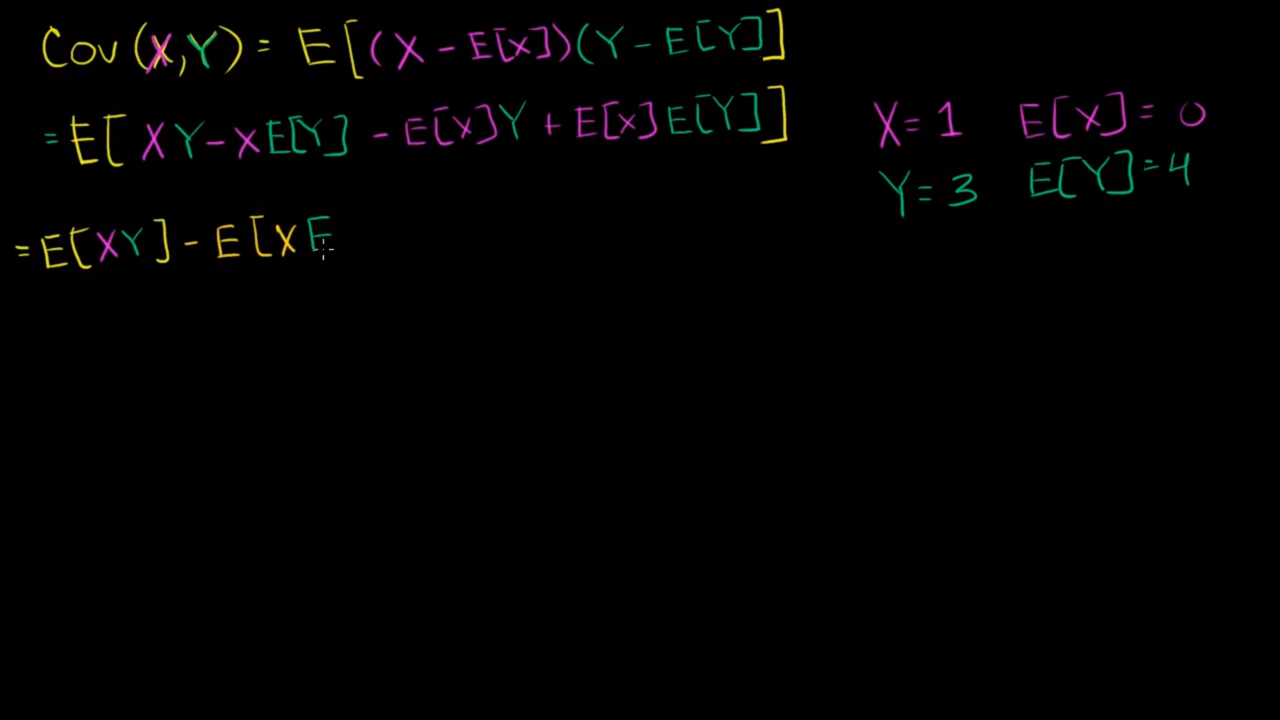 Cov(X,Y) = E[(X - E[X])(Y - E[Y]]
= E[XY - XE[Y] - E[X]Y + E[X]E[Y]]
X = 1 E[X] = 0
Y = 3 E[Y] = 4
= E[XY] - E[XE